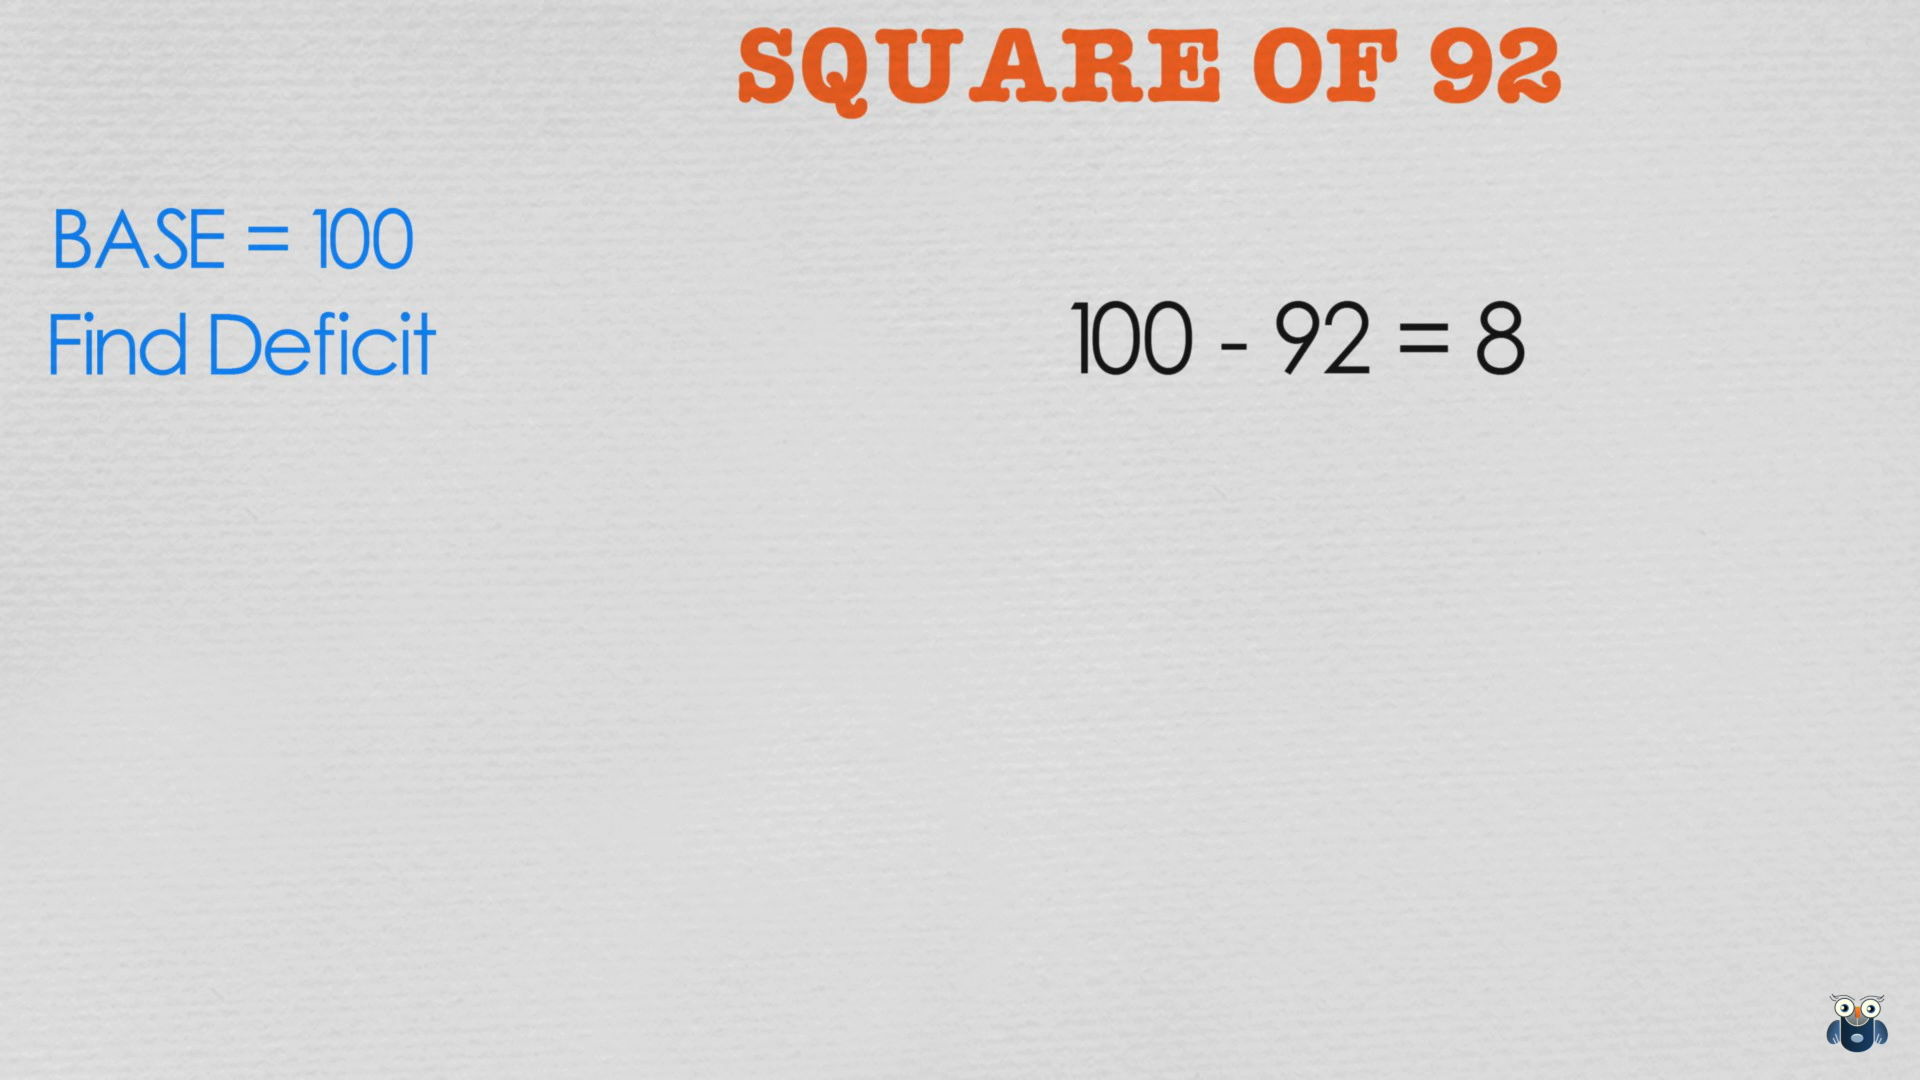 SQUARE OF 92
BASE = 100
Find Deficit
100 - 92 = 8